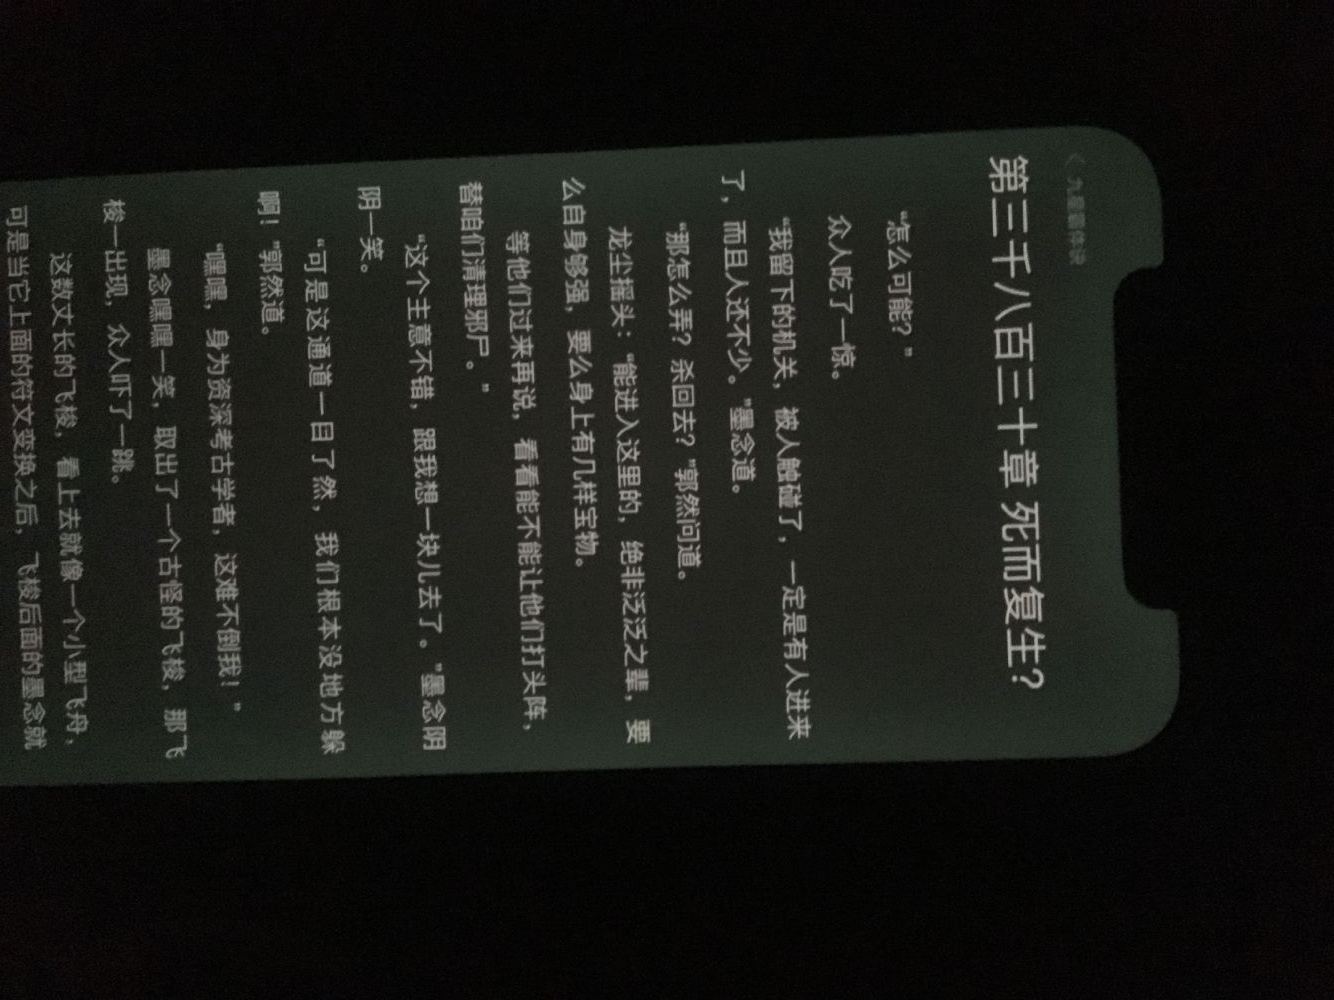 九星霸体诀
第三千八百三十章 死而复生？
“怎么可能？”
众人吃了一惊。
“我留下的机关，被人触碰了，一定是有人进来
了，而且人还不少。”墨念道。
“那怎么弄？杀回去？”郭然问道。
龙尘摇头：“能进入这里的，绝非泛泛之辈，要
么自身够强，要么身上有几样宝物。
等他们过来再说，看看能不能让他们打头阵，
替咱们清理邪尸。”
“这个主意不错，跟我想一块儿去了。”墨念阴
阴一笑。
“可是这通道一目了然，我们根本没地方躲
啊！”郭然道。
“嘿嘿，身为资深考古学者，这难不倒我！”
墨念嘿嘿一笑，取出了一个古怪的飞梭，那飞
梭一出现，众人吓了一跳。
这数丈长的飞梭，看上去就像一个小型飞舟，
可是当它上面的符文变换之后，飞梭后面的墨念就